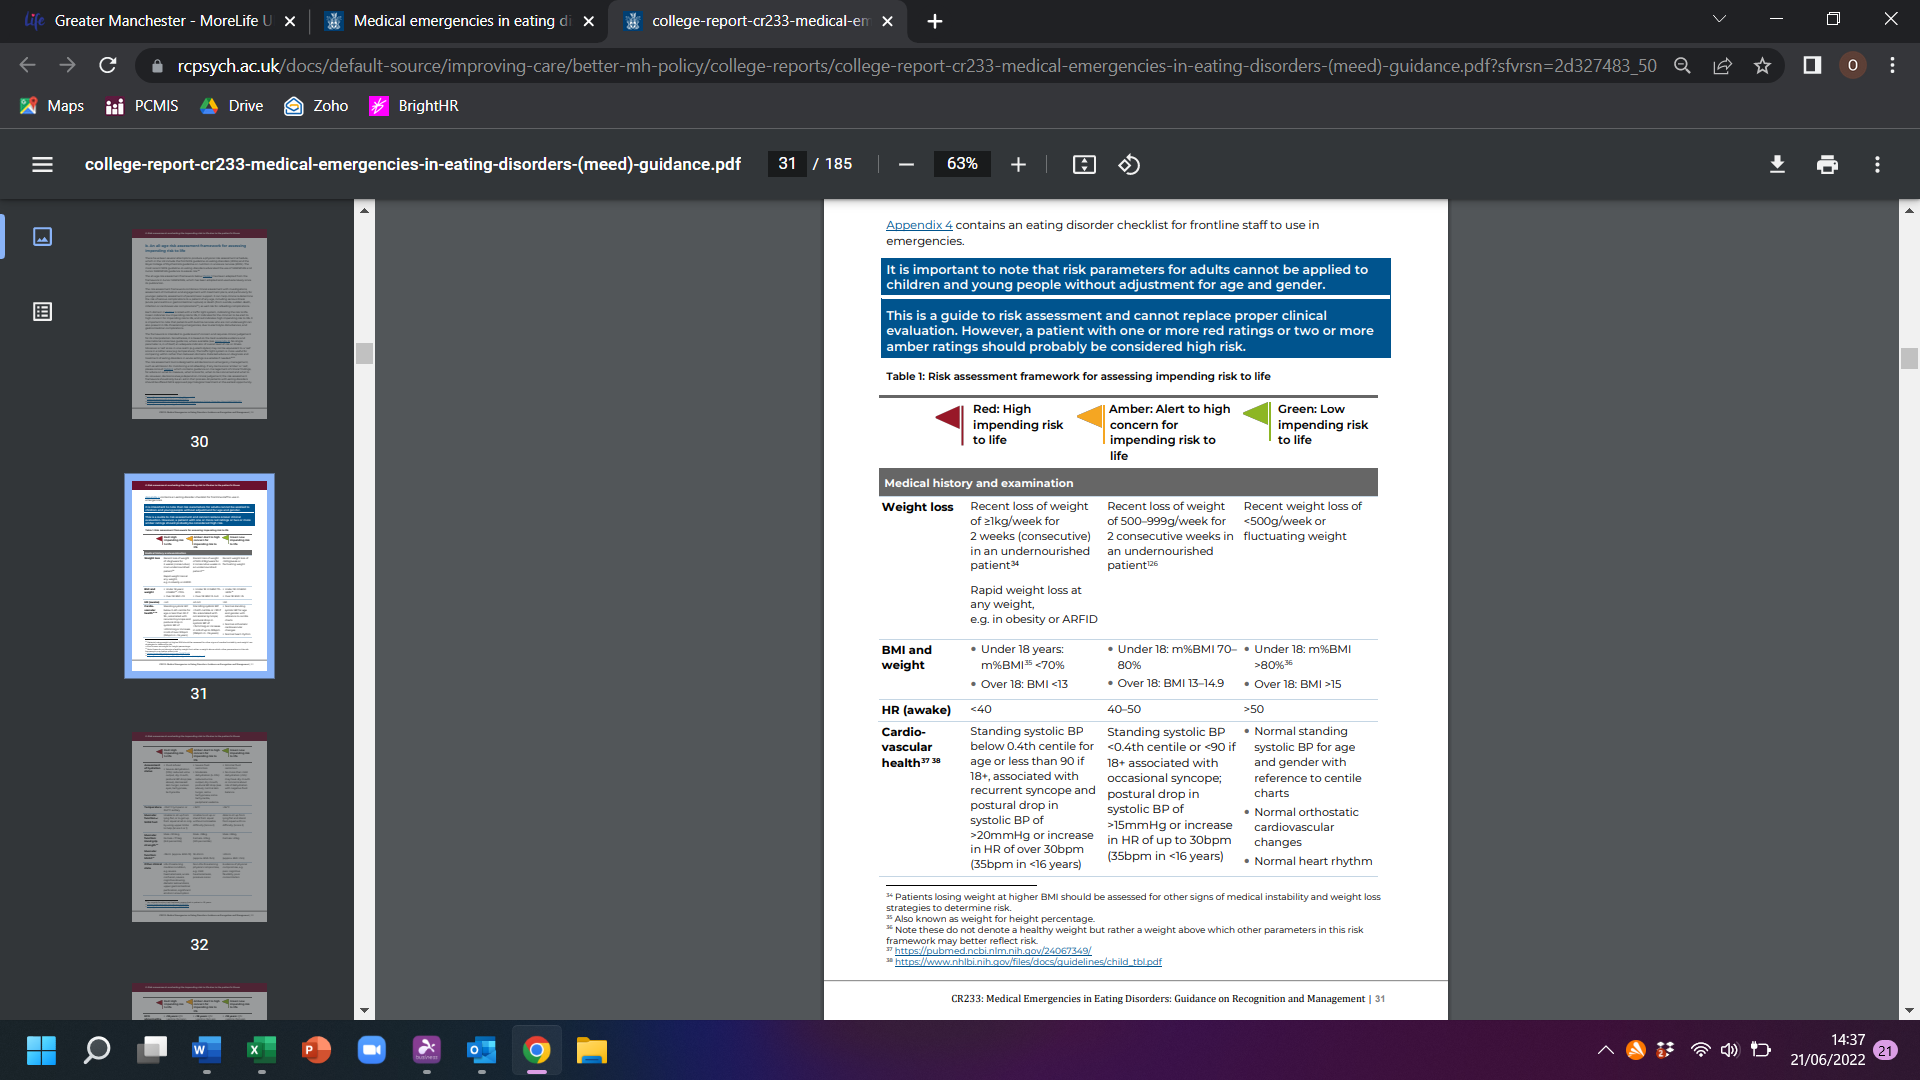 Greater Manchester - MoreLife U
Medical emergencies in eating di
college-report-cr233-medical-em
rcpsych.ac.uk/docs/default-source/improving-care/better-mh-policy/college-reports/college-report-cr233-medical-emergencies-in-eating-disorders-(meed)-guidance.pdf?sfvrsn=2d327483_50
O
Maps
PCMIS
Drive
Zoho
BrightHR
college-report-cr233-medical-emergencies-in-eating-disorders-(meed)-guidance.pdf
31 / 185
63%
30
31
32
Appendix 4 contains an eating disorder checklist for frontline staff to use in
emergencies.
It is important to note that risk parameters for adults cannot be applied to
children and young people without adjustment for age and gender.
This is a guide to risk assessment and cannot replace proper clinical
evaluation. However, a patient with one or more red ratings or two or more
amber ratings should probably be considered high risk.
Table 1: Risk assessment framework for assessing impending risk to life
Red: High
impending risk
to life
Amber: Alert to high
concern for
impending risk to
life
Green: Low
impending risk
to life
Medical history and examination
Weight loss
Recent loss of weight
of ≥1kg/week for
2 weeks (consecutive)
in an undernourished
patient³⁴
Rapid weight loss at
any weight,
e.g. in obesity or ARFID
Recent loss of weight
of 500–999g/week for
2 consecutive weeks in
an undernourished
patient¹²⁶
Recent weight loss of
<500g/week or
fluctuating weight
BMI and
weight
• Under 18 years:
m%BMI³⁵ <70%
• Over 18: BMI <13
• Under 18: m%BMI 70–
80%
• Over 18: BMI 13–14.9
• Under 18: m%BMI
>80%³⁶
• Over 18: BMI >15
HR (awake)
<40
40–50
>50
Cardio-
vascular
health³⁷ ³⁸
Standing systolic BP
below 0.4th centile for
age or less than 90 if
18+, associated with
recurrent syncope and
postural drop in
systolic BP of
>20mmHg or increase
in HR of over 30bpm
(35bpm in <16 years)
Standing systolic BP
<0.4th centile or <90 if
18+ associated with
occasional syncope;
postural drop in
systolic BP of
>15mmHg or increase
in HR of up to 30bpm
(35bpm in <16 years)
• Normal standing
systolic BP for age
and gender with
reference to centile
charts
• Normal orthostatic
cardiovascular
changes
• Normal heart rhythm
³⁴ Patients losing weight at higher BMI should be assessed for other signs of medical instability and weight loss
strategies to determine risk.
³⁵ Also known as weight for height percentage.
³⁶ Note these do not denote a healthy weight but rather a weight above which other parameters in this risk
framework may better reflect risk.
³⁷ https://pubmed.ncbi.nlm.nih.gov/24067349/
³⁸ https://www.nhlbi.nih.gov/files/docs/guidelines/child_tbl.pdf
CR233: Medical Emergencies in Eating Disorders: Guidance on Recognition and Management | 31
14:37
21/06/2022
21